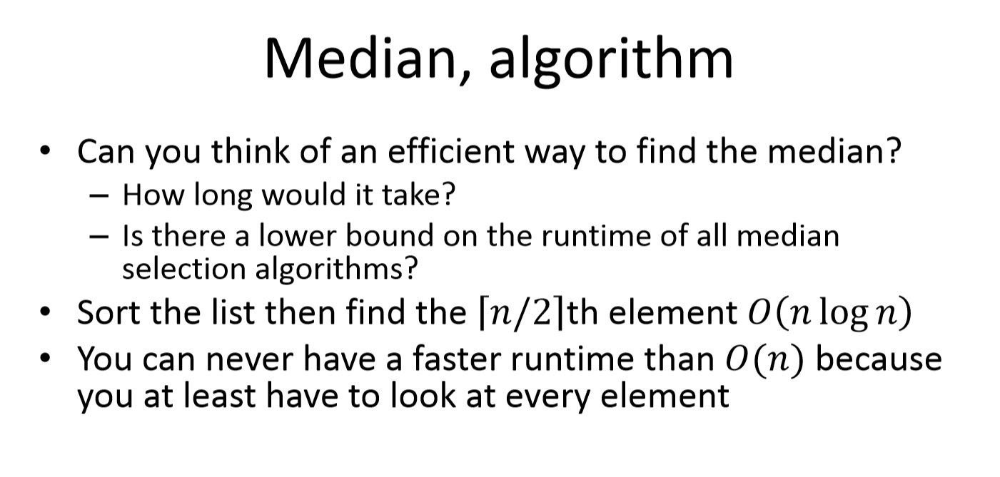 Median, algorithm
• Can you think of an efficient way to find the median?
– How long would it take?
– Is there a lower bound on the runtime of all median
selection algorithms?
• Sort the list then find the ⌈n/2⌉th element O(n log n)
• You can never have a faster runtime than O(n) because
you at least have to look at every element